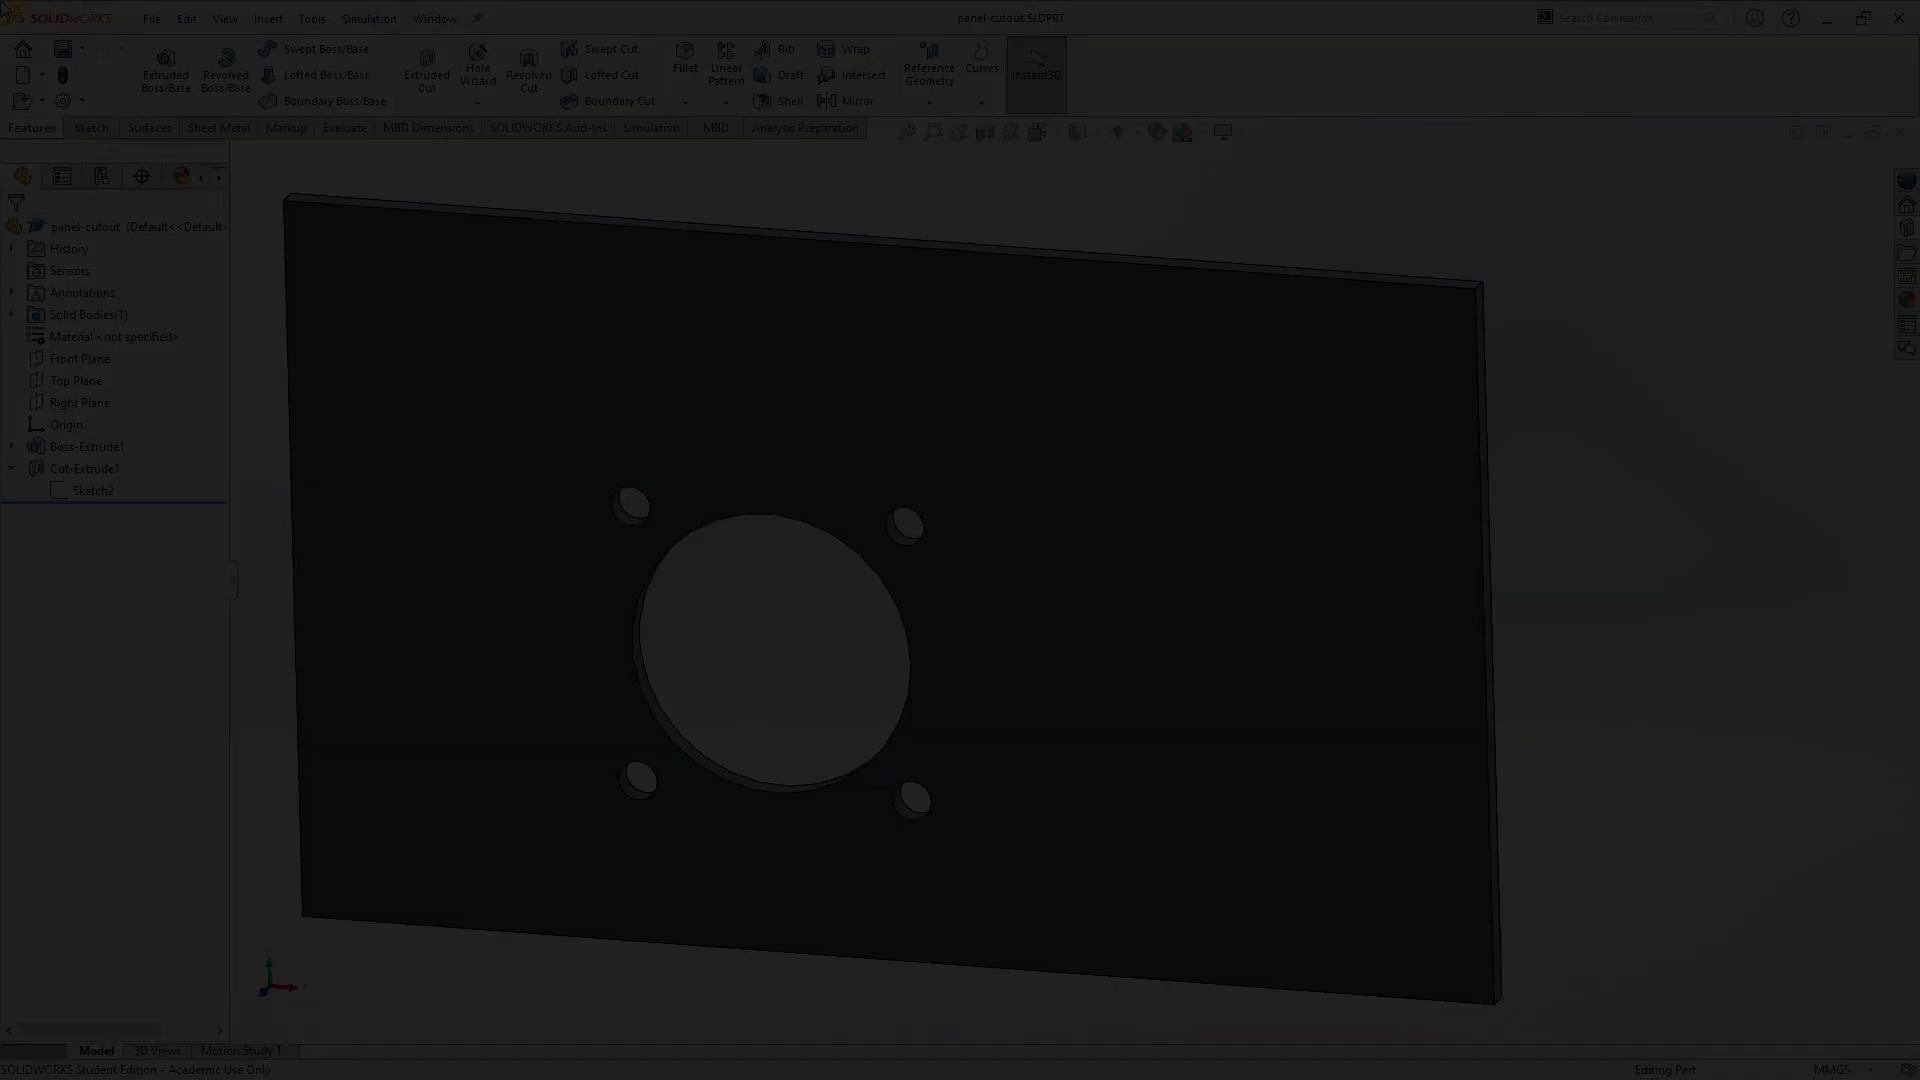 SOLIDWORKS File Edit View Insert Tools Simulation Window panel-cutout.SLDPRT Search Commands
Extruded Boss/Base
Revolved Boss/Base
Swept Boss/Base
Lofted Boss/Base
Boundary Boss/Base
Extruded Cut
Hole Wizard
Revolved Cut
Swept Cut
Lofted Cut
Boundary Cut
Fillet
Linear Pattern
Rib
Draft
Shell
Wrap
Intersect
Mirror
Reference Geometry
Curves
Instant3D
Features Sketch Surfaces Sheet Metal Markup Evaluate MBD Dimensions SOLIDWORKS Add-Ins Simulation MBD Analysis Preparation
panel-cutout (Default<<Default>
History
Sensors
Annotations
Solid Bodies(1)
Material <not specified>
Front Plane
Top Plane
Right Plane
Origin
Boss-Extrude1
Cut-Extrude1
Sketch2
Model 3D Views Motion Study 1
SOLIDWORKS Student Edition - Academic Use Only Editing Part MMGS